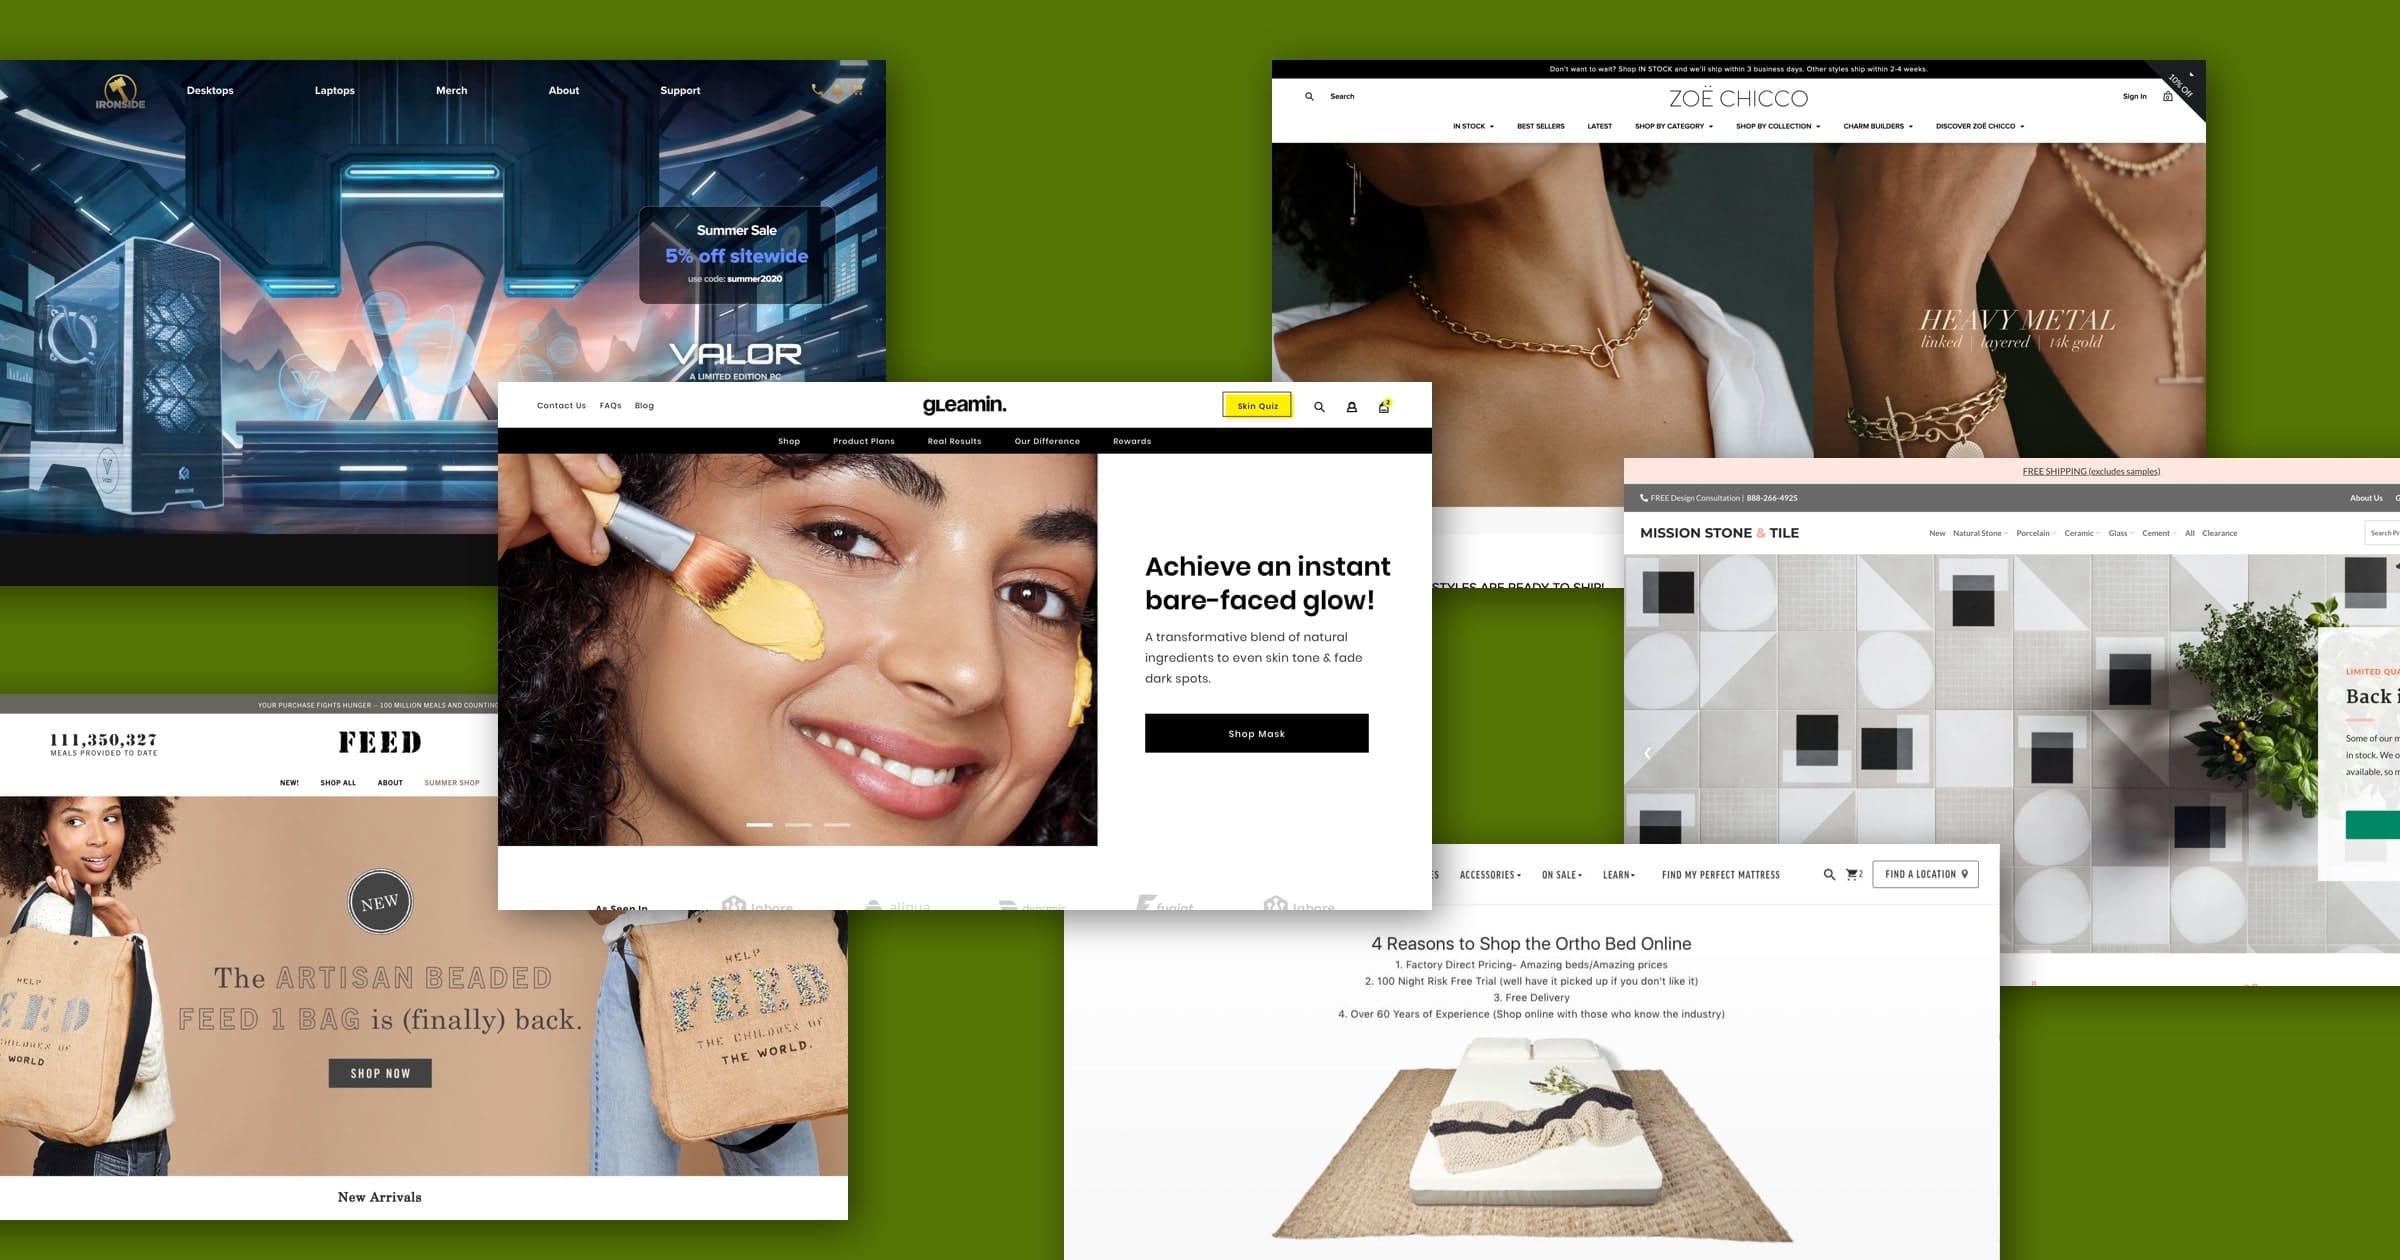 IRONSIDE
Desktops Laptops Merch About Support
Summer Sale
5% off sitewide
use code: summer2020
VALOR
A LIMITED EDITION PC
Don't want to wait? Shop IN STOCK and we'll ship within 3 business days. Other styles ship within 2-4 weeks.
10% Off
Search
ZOË CHICCO
Sign In
0
IN STOCK BEST SELLERS LATEST SHOP BY CATEGORY SHOP BY COLLECTION CHARM BUILDERS DISCOVER ZOË CHICCO
HEAVY METAL
linked | layered | 14k gold
STYLES ARE READY TO SHIP!
Contact Us FAQs Blog
gleamin.
Skin Quiz
2
Shop Product Plans Real Results Our Difference Rewards
Achieve an instant
bare-faced glow!
A transformative blend of natural
ingredients to even skin tone & fade
dark spots.
Shop Mask
As Seen In labore aliqua dynamic fugiat labore
FREE SHIPPING (excludes samples)
FREE Design Consultation | 888-266-4925
About Us G
MISSION STONE & TILE
New Natural Stone Porcelain Ceramic Glass Cement All Clearance
Search Pr
LIMITED QUA
Back i
Some of our m
in stock. We o
available, so m
YOUR PURCHASE FIGHTS HUNGER – 100 MILLION MEALS AND COUNTING
111,350,327
MEALS PROVIDED TO DATE
FEED
NEW! SHOP ALL ABOUT SUMMER SHOP
NEW
The ARTISAN BEADED
FEED 1 BAG is (finally) back.
SHOP NOW
HELP
EED
CHILDREN OF
WORLD
HELP
FEED
THE CHILDREN OF
THE WORLD.
New Arrivals
ES ACCESSORIES ON SALE LEARN FIND MY PERFECT MATTRESS
2
FIND A LOCATION
4 Reasons to Shop the Ortho Bed Online
1. Factory Direct Pricing- Amazing beds/Amazing prices
2. 100 Night Risk Free Trial (well have it picked up if you don't like it)
3. Free Delivery
4. Over 60 Years of Experience (Shop online with those who know the industry)